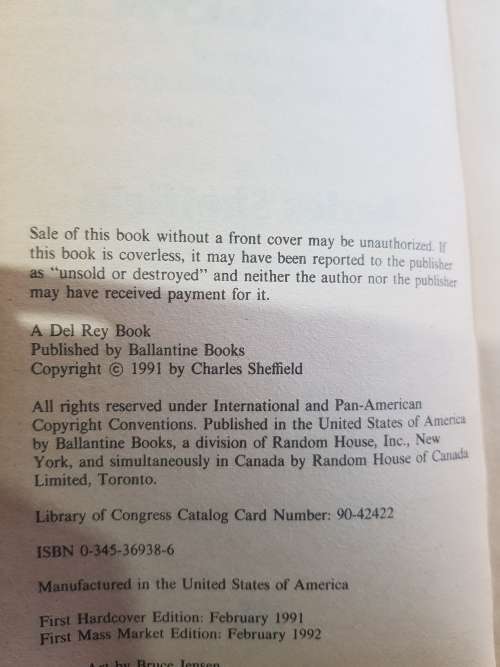 Sale of this book without a front cover may be unauthorized. If
this book is coverless, it may have been reported to the publisher
as "unsold or destroyed" and neither the author nor the publisher
may have received payment for it.
A Del Rey Book
Published by Ballantine Books
Copyright © 1991 by Charles Sheffield
All rights reserved under International and Pan-American
Copyright Conventions. Published in the United States of America
by Ballantine Books, a division of Random House, Inc., New
York, and simultaneously in Canada by Random House of Canada
Limited, Toronto.
Library of Congress Catalog Card Number: 90-42422
ISBN 0-345-36938-6
Manufactured in the United States of America
First Hardcover Edition: February 1991
First Mass Market Edition: February 1992
Art by Bruce Jensen